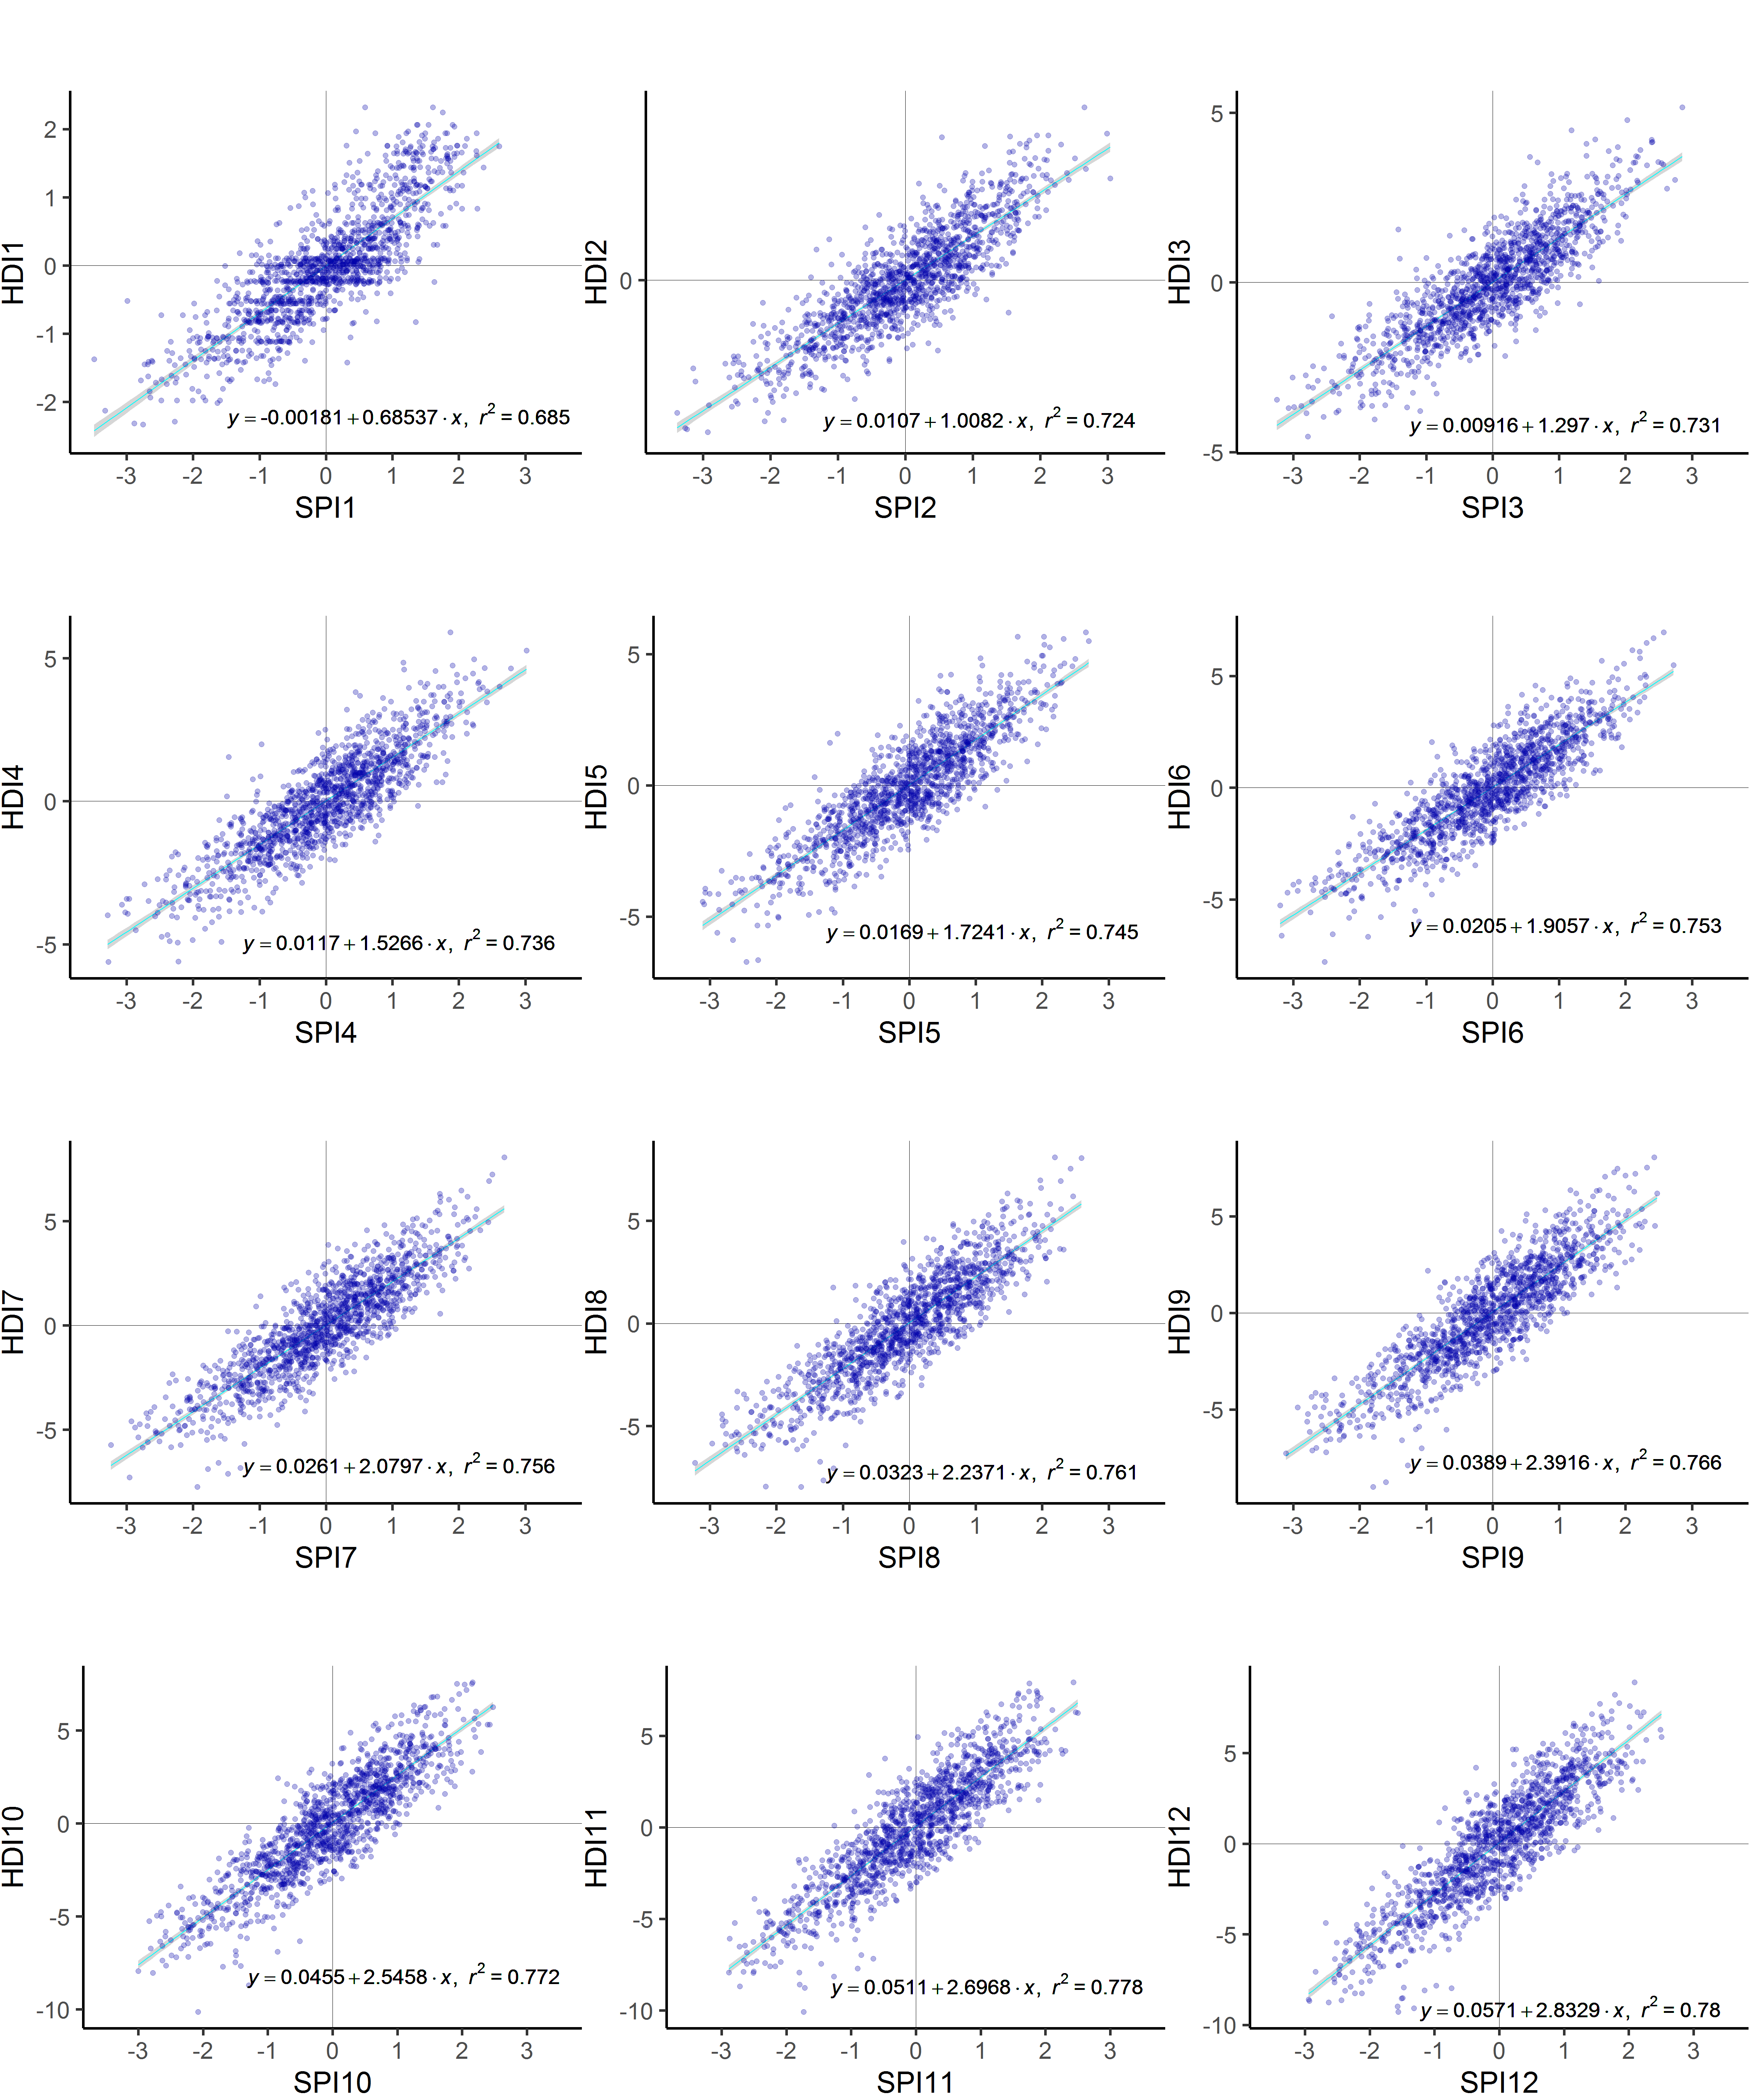 2
1
0
-1
-2
HDI1
y = -0.00181 + 0.68537 · x, r² = 0.685
-3 -2 -1 0 1 2 3
SPI1
0
HDI2
y = 0.0107 + 1.0082 · x, r² = 0.724
-3 -2 -1 0 1 2 3
SPI2
5
0
-5
HDI3
y = 0.00916 + 1.297 · x, r² = 0.731
-3 -2 -1 0 1 2 3
SPI3
5
0
-5
HDI4
y = 0.0117 + 1.5266 · x, r² = 0.736
-3 -2 -1 0 1 2 3
SPI4
5
0
-5
HDI5
y = 0.0169 + 1.7241 · x, r² = 0.745
-3 -2 -1 0 1 2 3
SPI5
5
0
-5
HDI6
y = 0.0205 + 1.9057 · x, r² = 0.753
-3 -2 -1 0 1 2 3
SPI6
5
0
-5
HDI7
y = 0.0261 + 2.0797 · x, r² = 0.756
-3 -2 -1 0 1 2 3
SPI7
5
0
-5
HDI8
y = 0.0323 + 2.2371 · x, r² = 0.761
-3 -2 -1 0 1 2 3
SPI8
5
0
-5
HDI9
y = 0.0389 + 2.3916 · x, r² = 0.766
-3 -2 -1 0 1 2 3
SPI9
5
0
-5
-10
HDI10
y = 0.0455 + 2.5458 · x, r² = 0.772
-3 -2 -1 0 1 2 3
SPI10
5
0
-5
-10
HDI11
y = 0.0511 + 2.6968 · x, r² = 0.778
-3 -2 -1 0 1 2 3
SPI11
5
0
-5
-10
HDI12
y = 0.0571 + 2.8329 · x, r² = 0.78
-3 -2 -1 0 1 2 3
SPI12